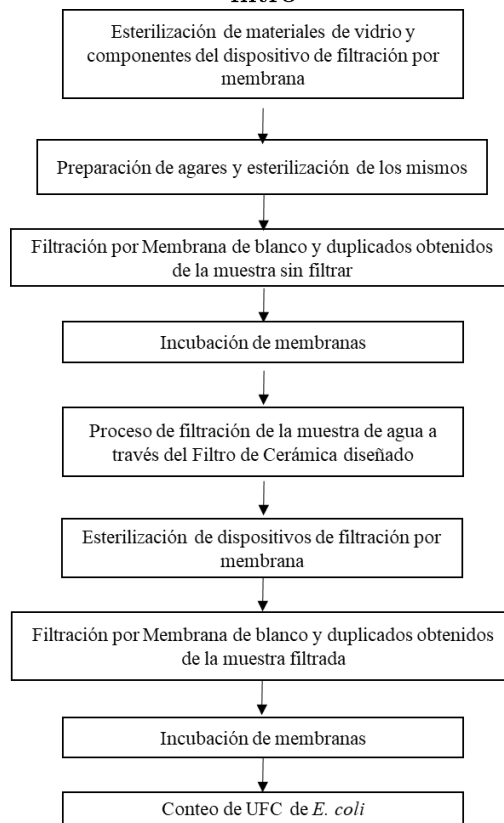 filtro
Esterilización de materiales de vidrio y
componentes del dispositivo de filtración por
membrana
Preparación de agares y esterilización de los mismos
Filtración por Membrana de blanco y duplicados obtenidos
de la muestra sin filtrar
Incubación de membranas
Proceso de filtración de la muestra de agua a
través del Filtro de Cerámica diseñado
Esterilización de dispositivos de filtración por
membrana
Filtración por Membrana de blanco y duplicados obtenidos
de la muestra filtrada
Incubación de membranas
Conteo de UFC de E. coli